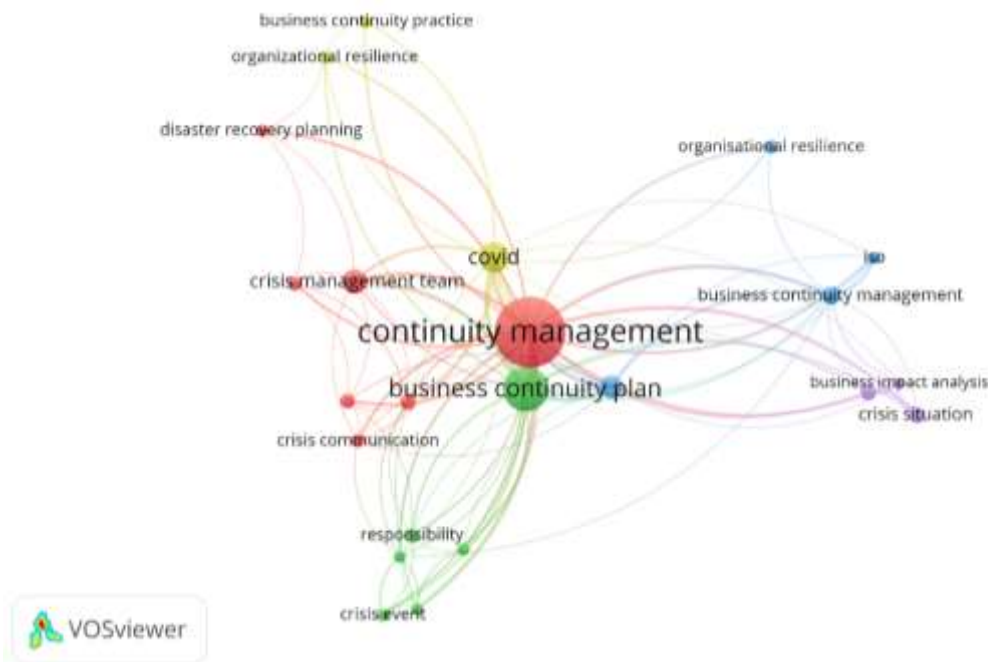 business continuity practice
organizational resilience
disaster recovery planning
organisational resilience
covid
iso
crisis management team
business continuity management
continuity management
business continuity plan
business impact analysis
crisis situation
crisis communication
responsibility
crisis event
VOSviewer